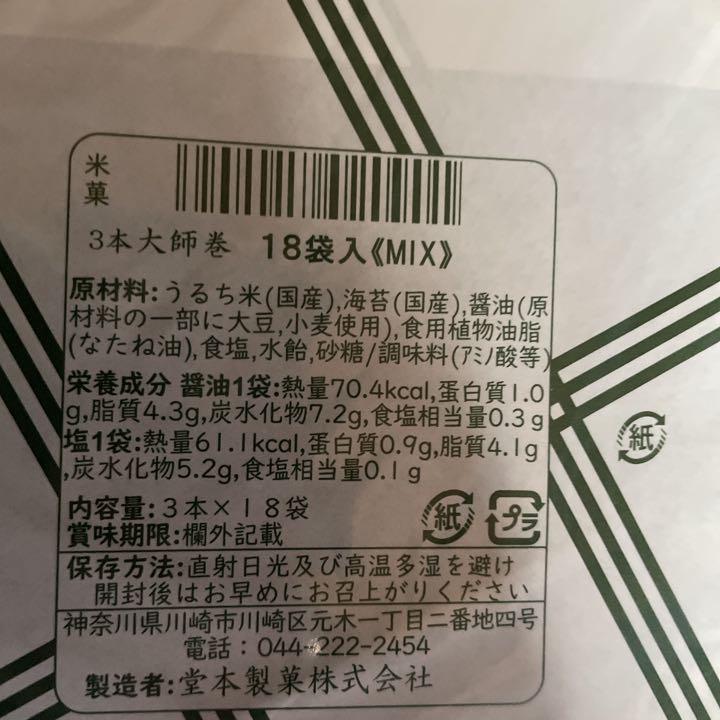 米菓
3本大師巻 18袋入《MIX》
原材料:うるち米(国産),海苔(国産),醤油(原
材料の一部に大豆,小麦使用),食用植物油脂
(なたね油),食塩,水飴,砂糖/調味料(アミノ酸等)
栄養成分 醤油1袋:熱量70.4kcal,蛋白質1.0
g,脂質4.3g,炭水化物7.2g,食塩相当量0.3g
塩1袋:熱量61.1kcal,蛋白質0.9g,脂質4.1g
,炭水化物5.2g,食塩相当量0.1g
内容量:3本×18袋
賞味期限:欄外記載
紙
プラ
紙
保存方法:直射日光及び高温多湿を避け
開封後はお早めにお召上がりください
神奈川県川崎市川崎区元木一丁目二番地四号
電話:044-222-2454
製造者:堂本製菓株式会社